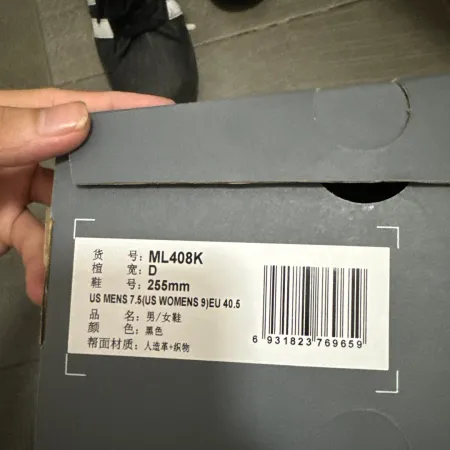 货 号：ML408K
楦 宽：D
鞋 号：255mm
US MENS 7.5(US WOMENS 9)EU 40.5
品 名：男/女鞋
颜 色：黑色
帮面材质：人造革+织物
6 931823 769659